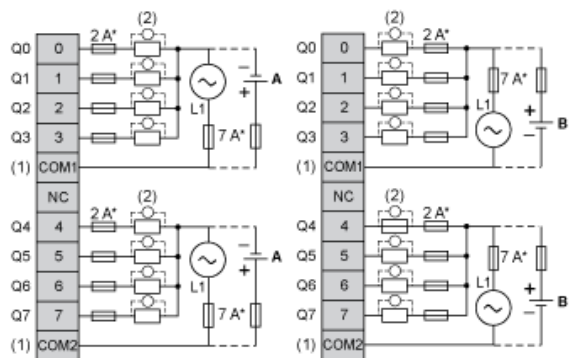 (2)
Q0 0 2 A*
Q1 1
Q2 2 L1 − + A
Q3 3 7 A*
(1) COM1
NC
(2)
Q4 4 2 A*
Q5 5 − + A
Q6 6 L1
Q7 7 7 A*
(1) COM2
(2)
Q0 0 2 A*
Q1 1 7 A*
Q2 2 L1
Q3 3 + − B
(1) COM1
NC
(2)
Q4 4 2 A*
Q5 5 7 A*
Q6 6 L1
Q7 7 + − B
(1) COM2